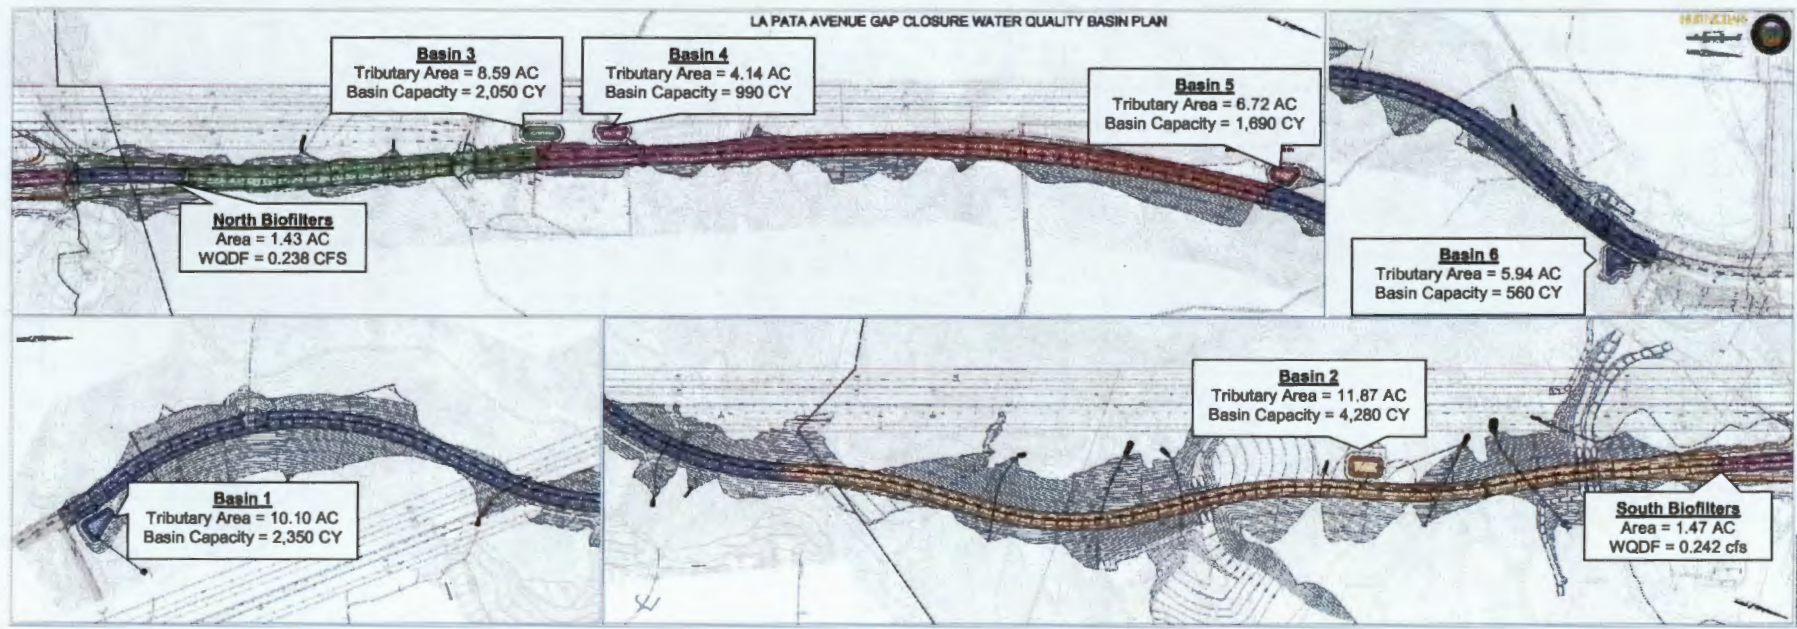 LA PATA AVENUE GAP CLOSURE WATER QUALITY BASIN PLAN
Basin 3
Tributary Area = 8.59 AC
Basin Capacity = 2,050 CY
Basin 4
Tributary Area = 4.14 AC
Basin Capacity = 990 CY
Basin 5
Tributary Area = 6.72 AC
Basin Capacity = 1,690 CY
North Biofilters
Area = 1.43 AC
WQDF = 0.238 CFS
Basin 6
Tributary Area = 5.94 AC
Basin Capacity = 560 CY
Basin 1
Tributary Area = 10.10 AC
Basin Capacity = 2,350 CY
Basin 2
Tributary Area = 11.87 AC
Basin Capacity = 4,280 CY
South Biofilters
Area = 1.47 AC
WQDF = 0.242 cfs